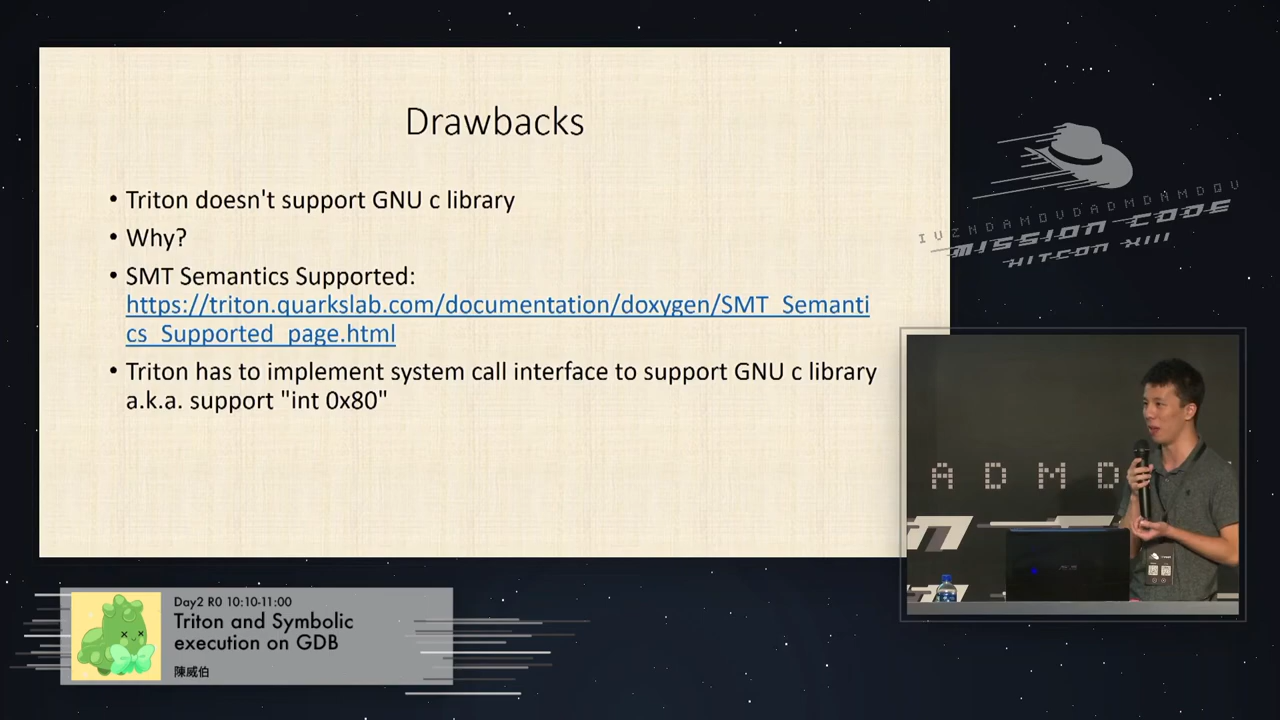 Drawbacks
• Triton doesn't support GNU c library
• Why?
• SMT Semantics Supported:
https://triton.quarkslab.com/documentation/doxygen/SMT_Semanti
cs_Supported_page.html
• Triton has to implement system call interface to support GNU c library
a.k.a. support "int 0x80"
MISSION CODE
HITCON XIII
A D M D
Day2 R0 10:10-11:00
Triton and Symbolic
execution on GDB
陳威伯